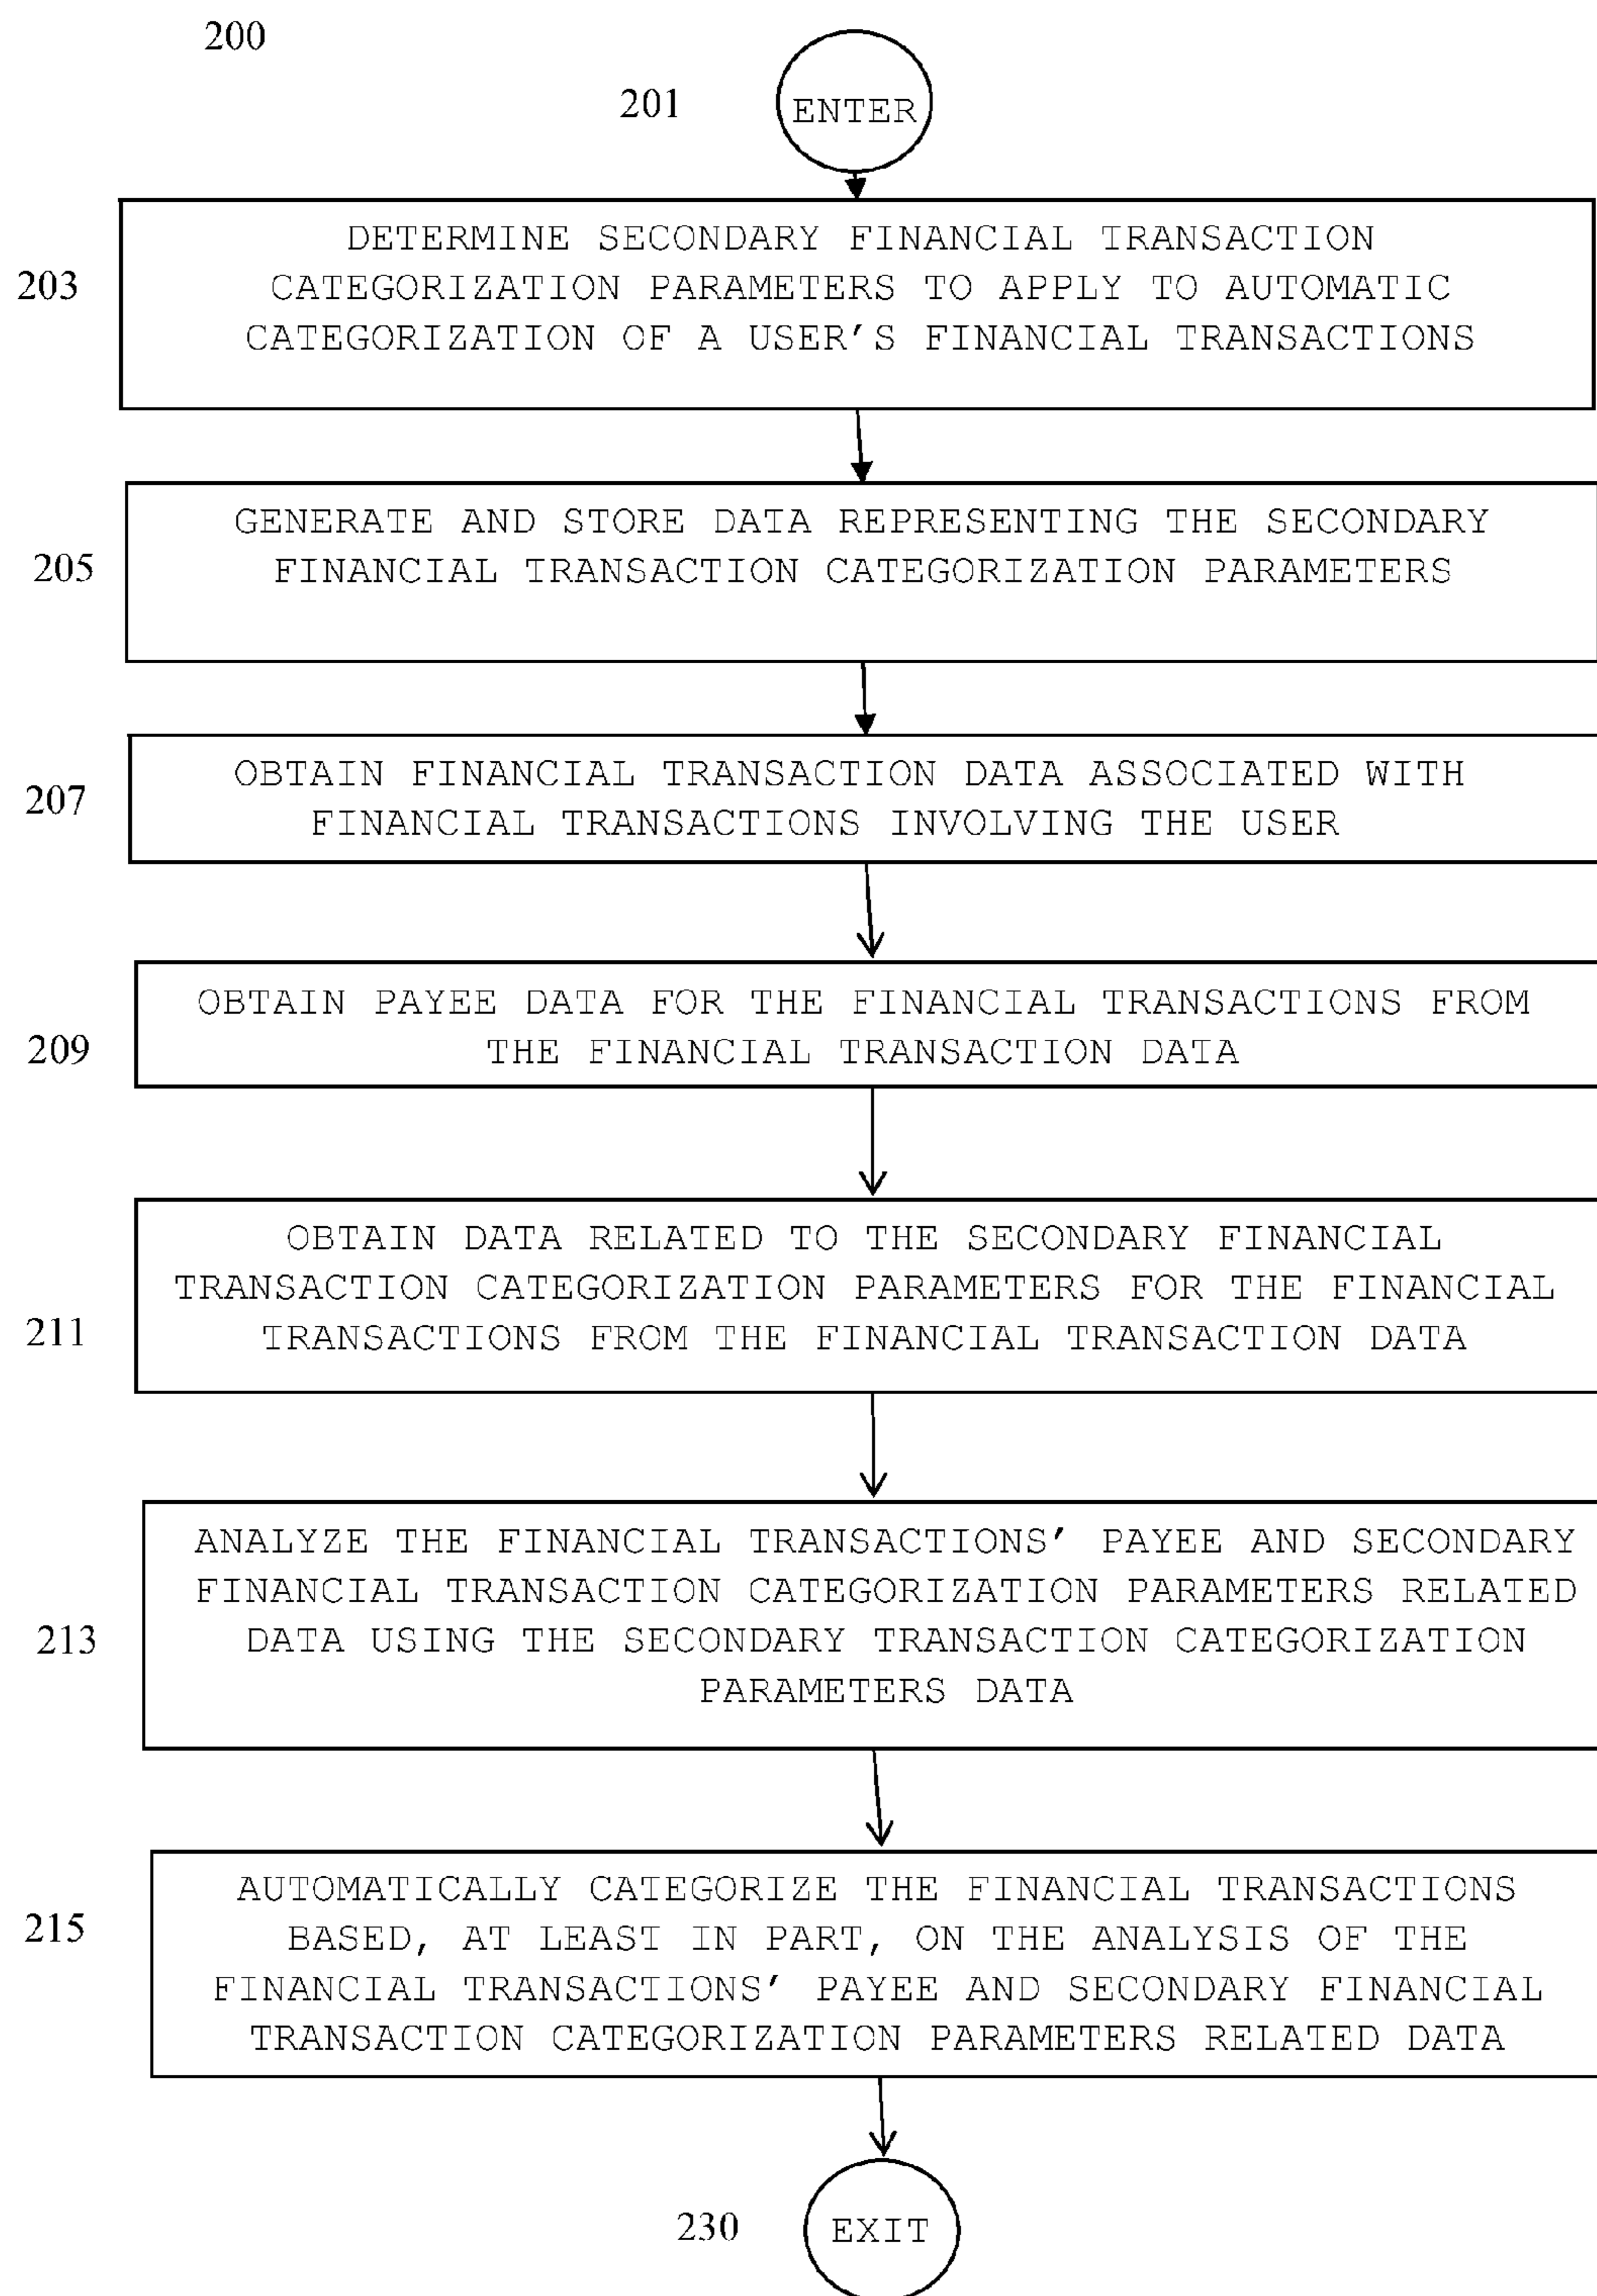 200
201
ENTER
203
DETERMINE SECONDARY FINANCIAL TRANSACTION
CATEGORIZATION PARAMETERS TO APPLY TO AUTOMATIC
CATEGORIZATION OF A USER'S FINANCIAL TRANSACTIONS
205
GENERATE AND STORE DATA REPRESENTING THE SECONDARY
FINANCIAL TRANSACTION CATEGORIZATION PARAMETERS
207
OBTAIN FINANCIAL TRANSACTION DATA ASSOCIATED WITH
FINANCIAL TRANSACTIONS INVOLVING THE USER
209
OBTAIN PAYEE DATA FOR THE FINANCIAL TRANSACTIONS FROM
THE FINANCIAL TRANSACTION DATA
211
OBTAIN DATA RELATED TO THE SECONDARY FINANCIAL
TRANSACTION CATEGORIZATION PARAMETERS FOR THE FINANCIAL
TRANSACTIONS FROM THE FINANCIAL TRANSACTION DATA
213
ANALYZE THE FINANCIAL TRANSACTIONS' PAYEE AND SECONDARY
FINANCIAL TRANSACTION CATEGORIZATION PARAMETERS RELATED
DATA USING THE SECONDARY TRANSACTION CATEGORIZATION
PARAMETERS DATA
215
AUTOMATICALLY CATEGORIZE THE FINANCIAL TRANSACTIONS
BASED, AT LEAST IN PART, ON THE ANALYSIS OF THE
FINANCIAL TRANSACTIONS' PAYEE AND SECONDARY FINANCIAL
TRANSACTION CATEGORIZATION PARAMETERS RELATED DATA
230
EXIT